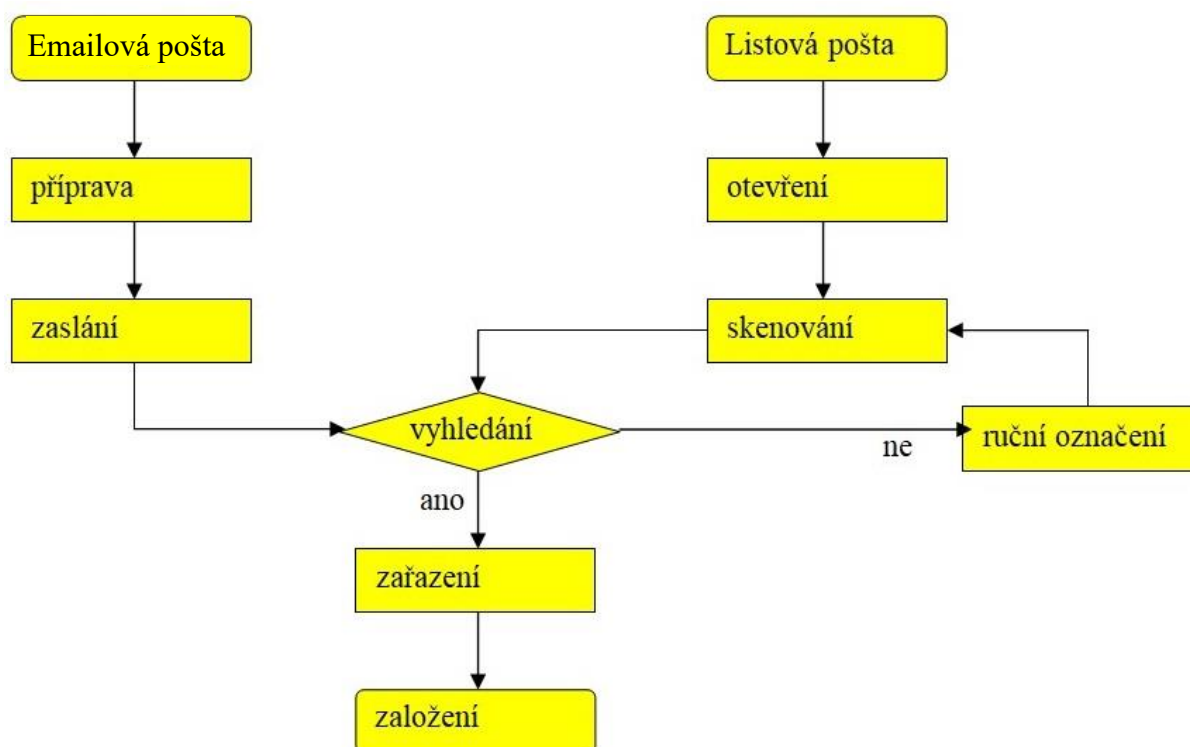 Emailová pošta
Listová pošta
příprava
otevření
zaslání
skenování
vyhledání
ne
ruční označení
ano
zařazení
založení